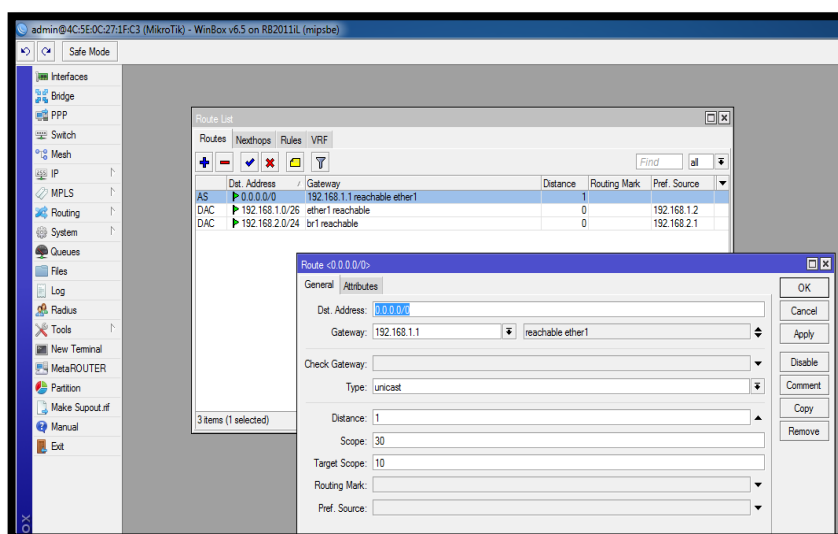 admin@4C:5E:0C:27:1F:C3 (MikroTik) - WinBox v6.5 on RB2011iL (mipsbe)
Safe Mode
Interfaces
Bridge
PPP
Switch
Mesh
IP
MPLS
Routing
System
Queues
Files
Log
Radius
Tools
New Terminal
MetaROUTER
Partition
Make Supout.rif
Manual
Exit
Route List
Routes Nexthops Rules VRF
Find all
Dst. Address / Gateway Distance Routing Mark Pref. Source
AS 0.0.0.0/0 192.168.1.1 reachable ether1 1
DAC 192.168.1.0/26 ether1 reachable 0 192.168.1.2
DAC 192.168.2.0/24 br1 reachable 0 192.168.2.1
3 items (1 selected)
Route <0.0.0.0/0>
General Attributes
Dst. Address: 0.0.0.0/0
Gateway: 192.168.1.1 reachable ether1
Check Gateway:
Type: unicast
Distance: 1
Scope: 30
Target Scope: 10
Routing Mark:
Pref. Source:
OK
Cancel
Apply
Disable
Comment
Copy
Remove
OX